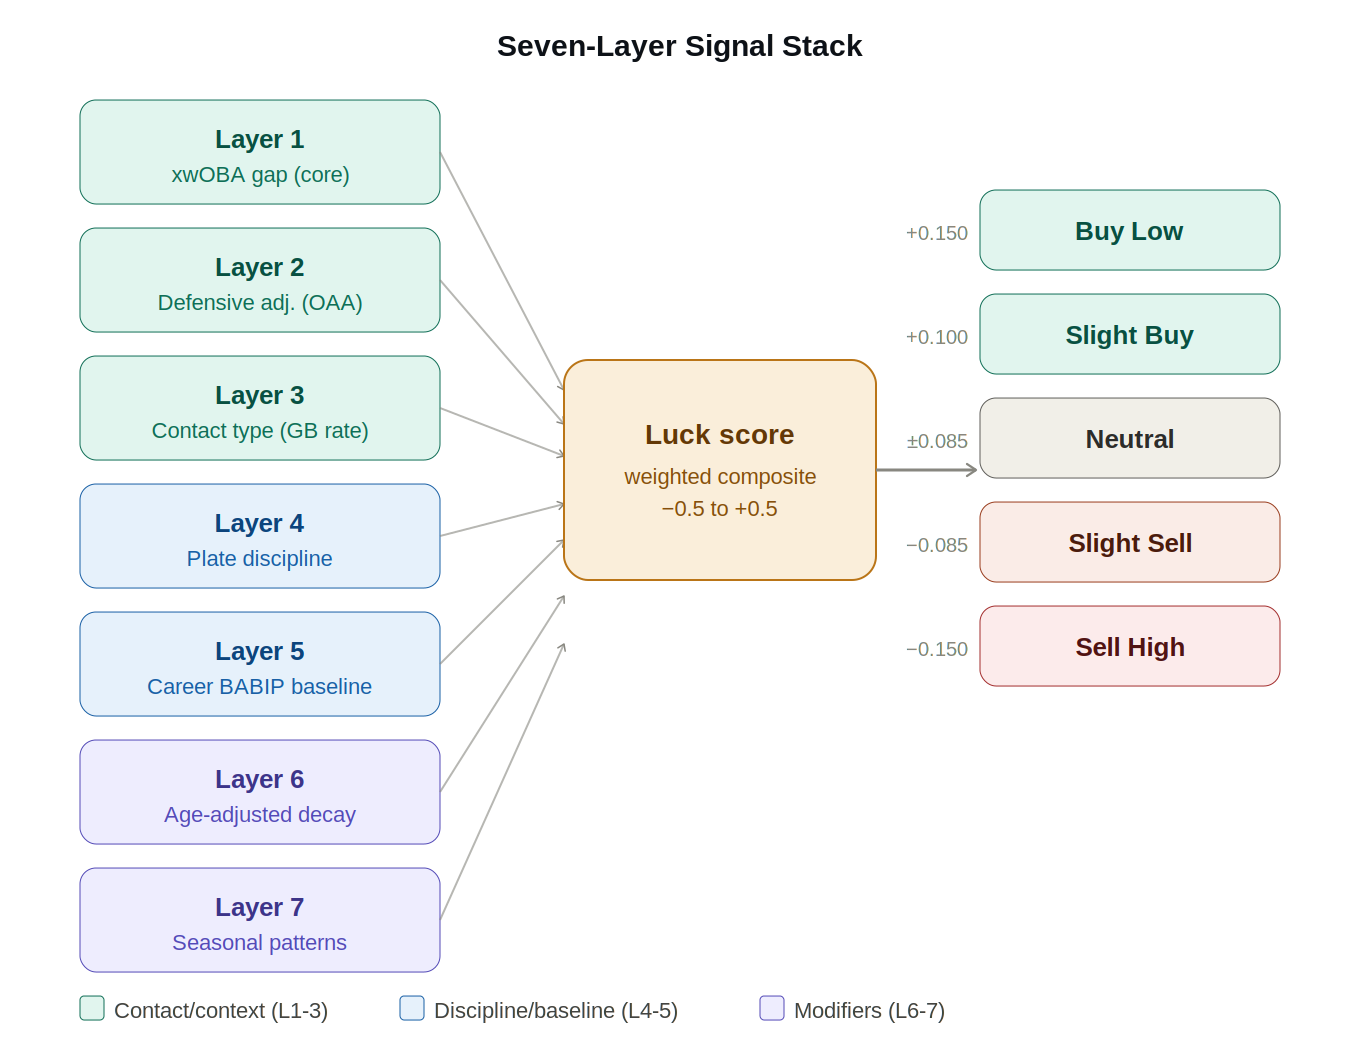 Seven-Layer Signal Stack
Layer 1
xwOBA gap (core)
Layer 2
Defensive adj. (OAA)
Layer 3
Contact type (GB rate)
Layer 4
Plate discipline
Layer 5
Career BABIP baseline
Layer 6
Age-adjusted decay
Layer 7
Seasonal patterns
Luck score
weighted composite
−0.5 to +0.5
+0.150
Buy Low
+0.100
Slight Buy
±0.085
Neutral
−0.085
Slight Sell
−0.150
Sell High
Contact/context (L1-3)
Discipline/baseline (L4-5)
Modifiers (L6-7)